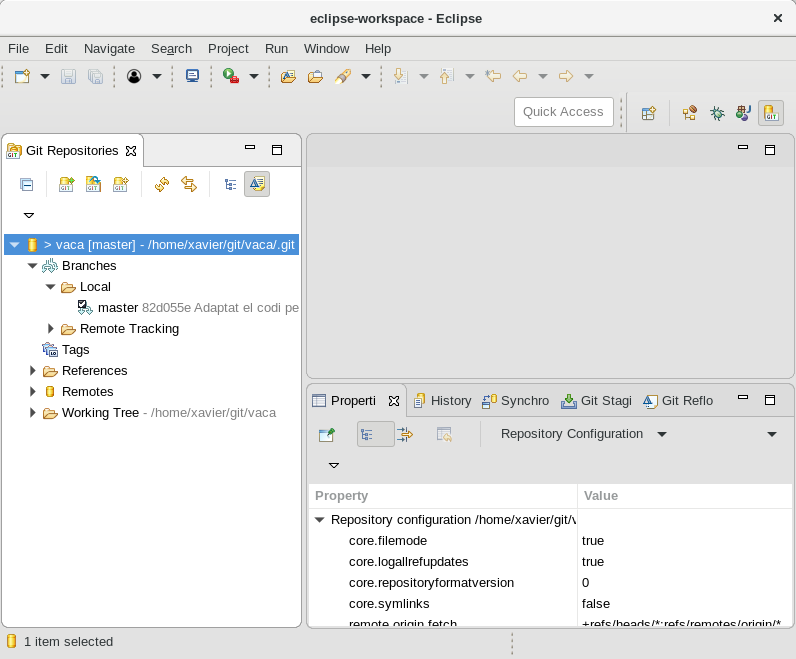 eclipse-workspace - Eclipse
File Edit Navigate Search Project Run Window Help
Quick Access
Git Repositories
> vaca [master] - /home/xavier/git/vaca/.git
Branches
Local
master 82d055e Adaptat el codi pe
Remote Tracking
Tags
References
Remotes
Working Tree - /home/xavier/git/vaca
Properti History Synchro Git Stagi Git Reflo
Repository Configuration
Property Value
Repository configuration /home/xavier/git/v
core.filemode true
core.logallrefupdates true
core.repositoryformatversion 0
core.symlinks false
remote.origin.fetch +refs/heads/*:refs/remotes/origin/*
1 item selected